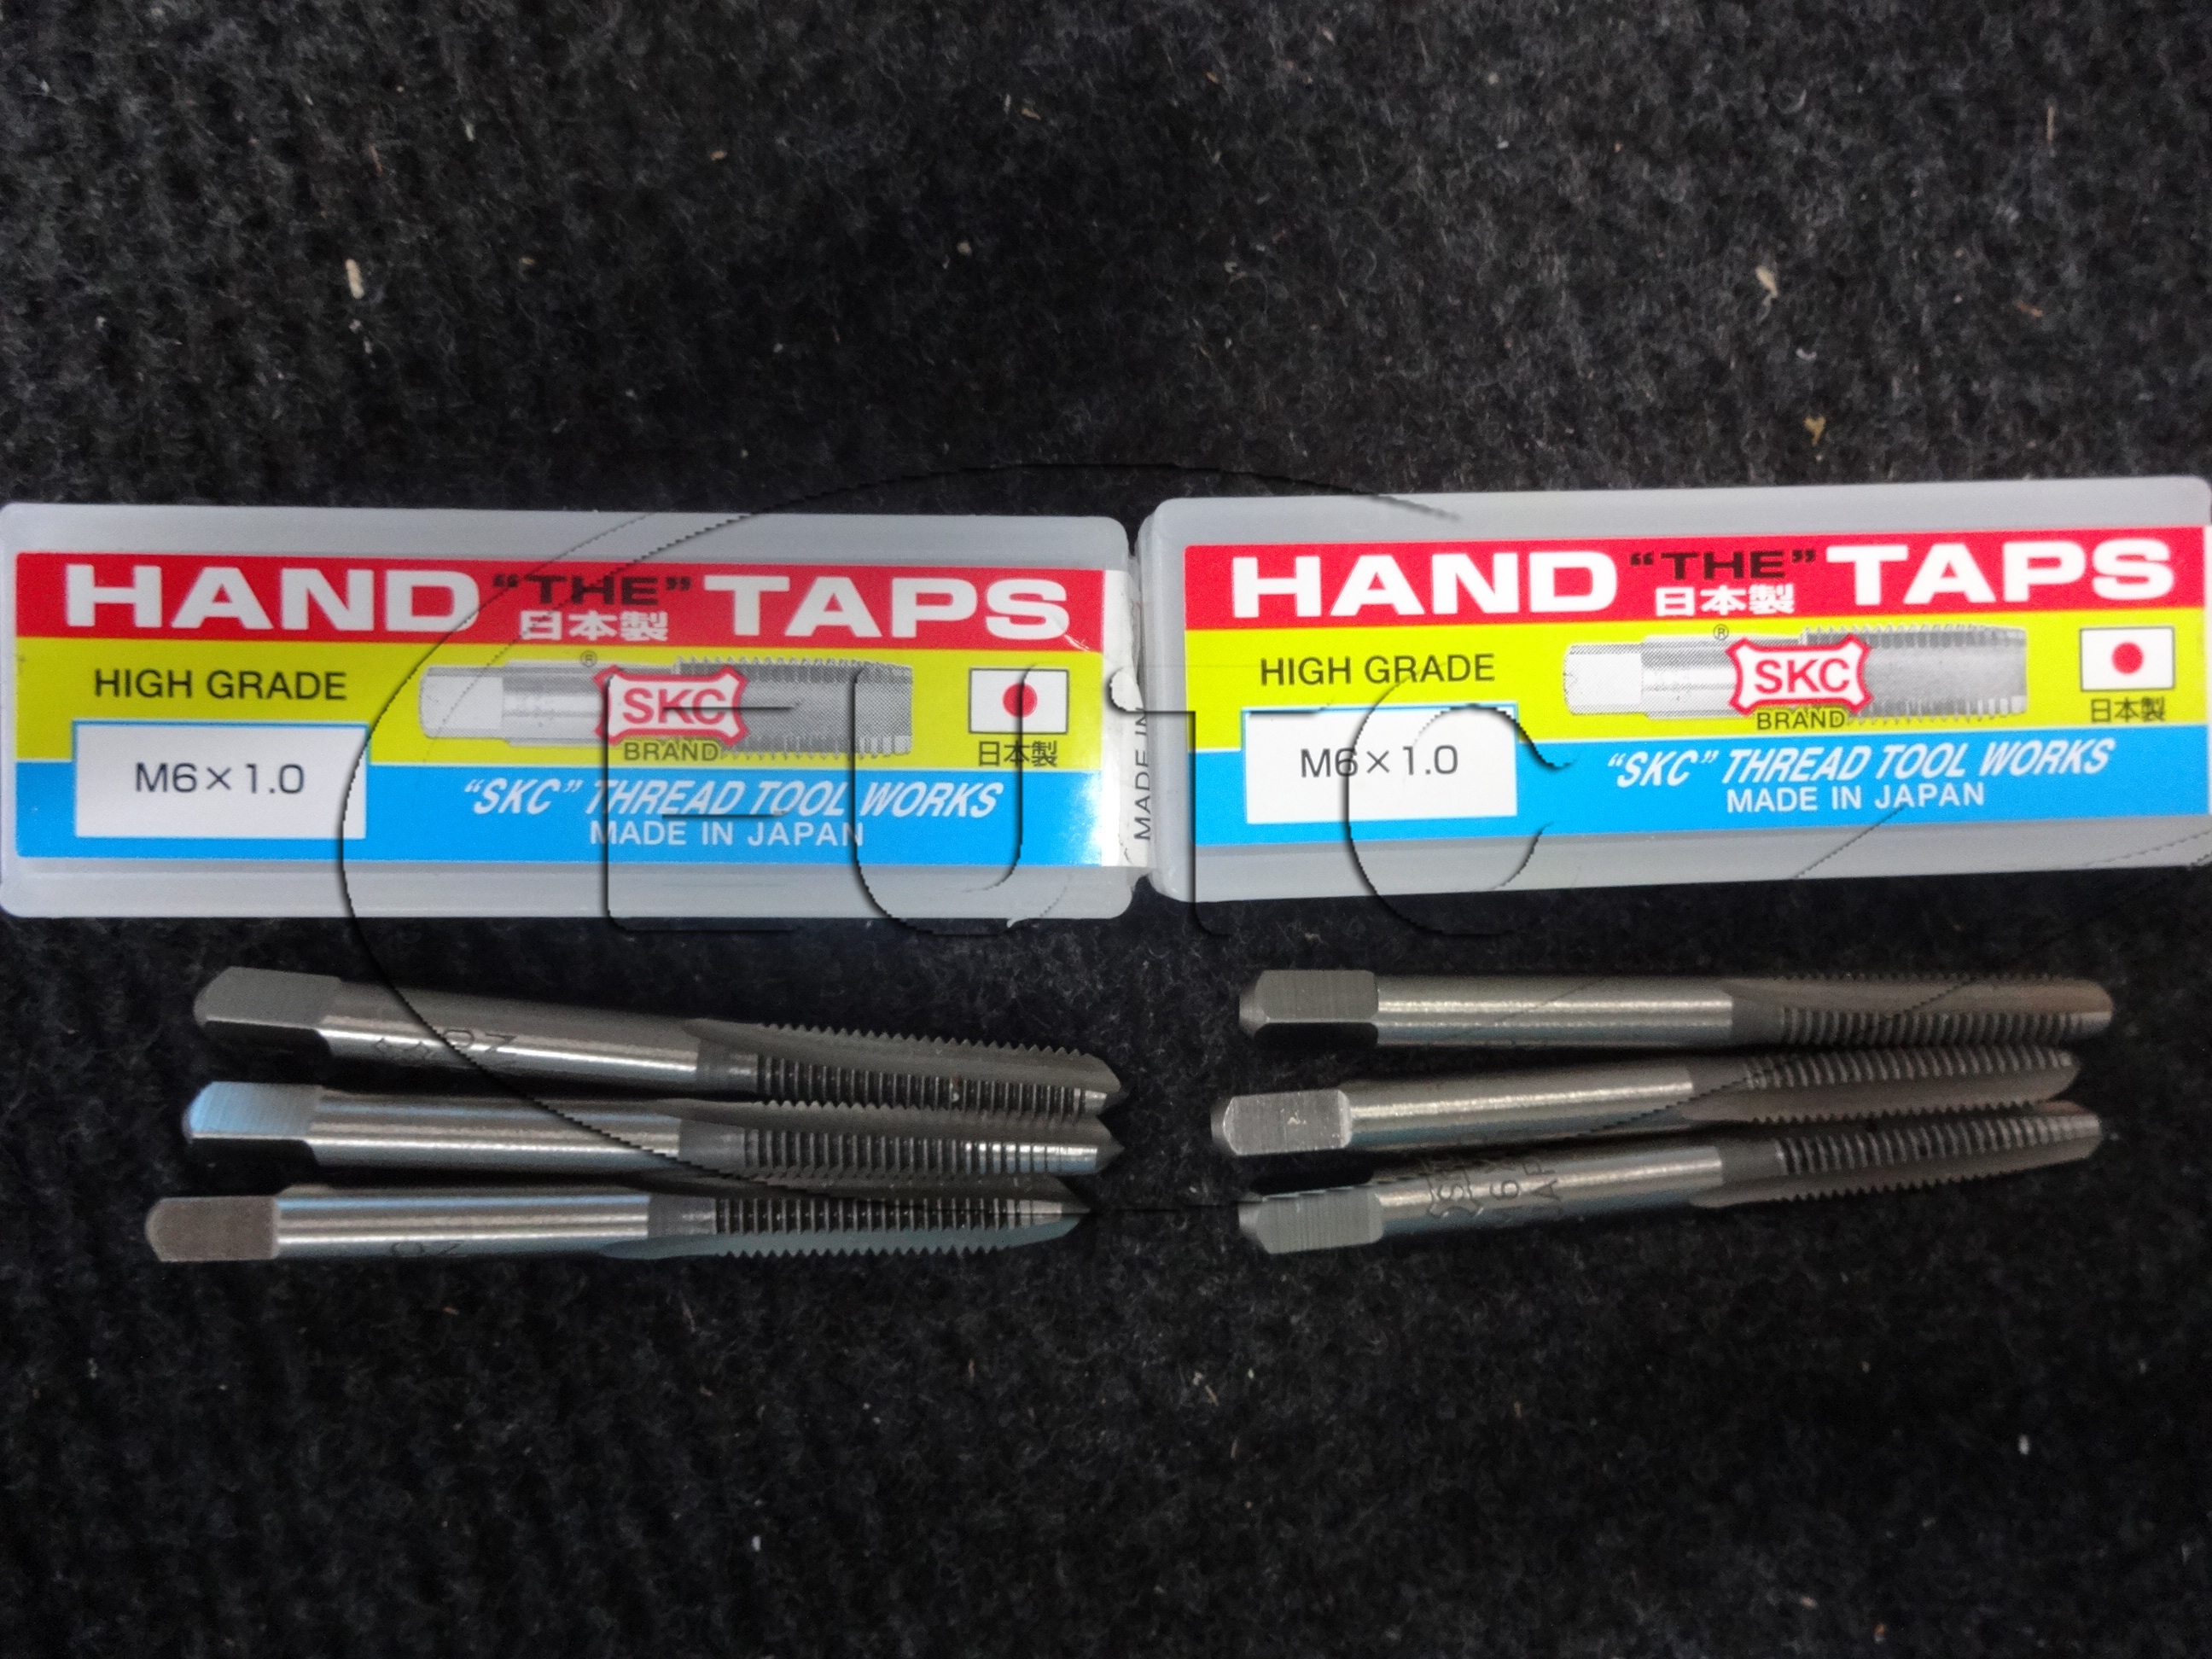 HAND "THE" TAPS
日本製
HIGH GRADE
®
SKC
BRAND
日本製
M6×1.0
"SKC" THREAD TOOL WORKS
MADE IN JAPAN
MADE IN
HAND "THE" TAPS
日本製
HIGH GRADE
®
SKC
BRAND
日本製
M6×1.0
"SKC" THREAD TOOL WORKS
MADE IN JAPAN